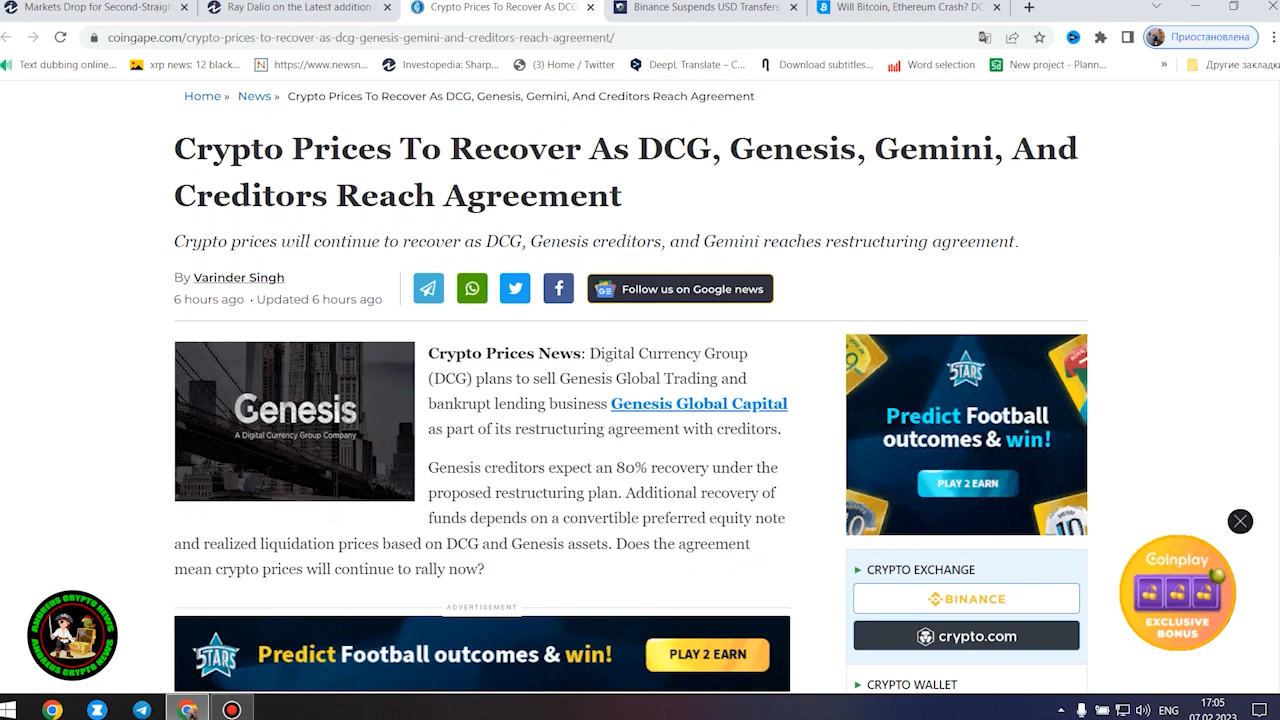 Markets Drop for Second-Straigh
Ray Dalio on the Latest addition
Crypto Prices To Recover As DCG,
Binance Suspends USD Transfers
Will Bitcoin, Ethereum Crash? DC
coingape.com/crypto-prices-to-recover-as-dcg-genesis-gemini-and-creditors-reach-agreement/
Приостановлена
Text dubbing online...
xrp news: 12 black...
https://www.newsn...
Investopedia: Sharp...
(3) Home / Twitter
DeepL Translate – C...
Download subtitles...
Word selection
New project - Plann...
»
Другие закладки
Home » News » Crypto Prices To Recover As DCG, Genesis, Gemini, And Creditors Reach Agreement
Crypto Prices To Recover As DCG, Genesis, Gemini, And
Creditors Reach Agreement
Crypto prices will continue to recover as DCG, Genesis creditors, and Gemini reaches restructuring agreement.
By Varinder Singh
6 hours ago · Updated 6 hours ago
Follow us on Google news
Genesis
A Digital Currency Group Company
Crypto Prices News: Digital Currency Group
(DCG) plans to sell Genesis Global Trading and
bankrupt lending business Genesis Global Capital
as part of its restructuring agreement with creditors.
Genesis creditors expect an 80% recovery under the
proposed restructuring plan. Additional recovery of
funds depends on a convertible preferred equity note
and realized liquidation prices based on DCG and Genesis assets. Does the agreement
mean crypto prices will continue to rally now?
ADVERTISEMENT
STARS
Predict Football outcomes & win!
PLAY 2 EARN
STARS
Predict Football
outcomes & win!
PLAY 2 EARN
10
CRYPTO EXCHANGE
BINANCE
crypto.com
CRYPTO WALLET
Coinplay
EXCLUSIVE
BONUS
ANDREUS CRYPTO NEWS
ANDREUS CRYPTO NEWS
ENG
17:05
07.02.2023